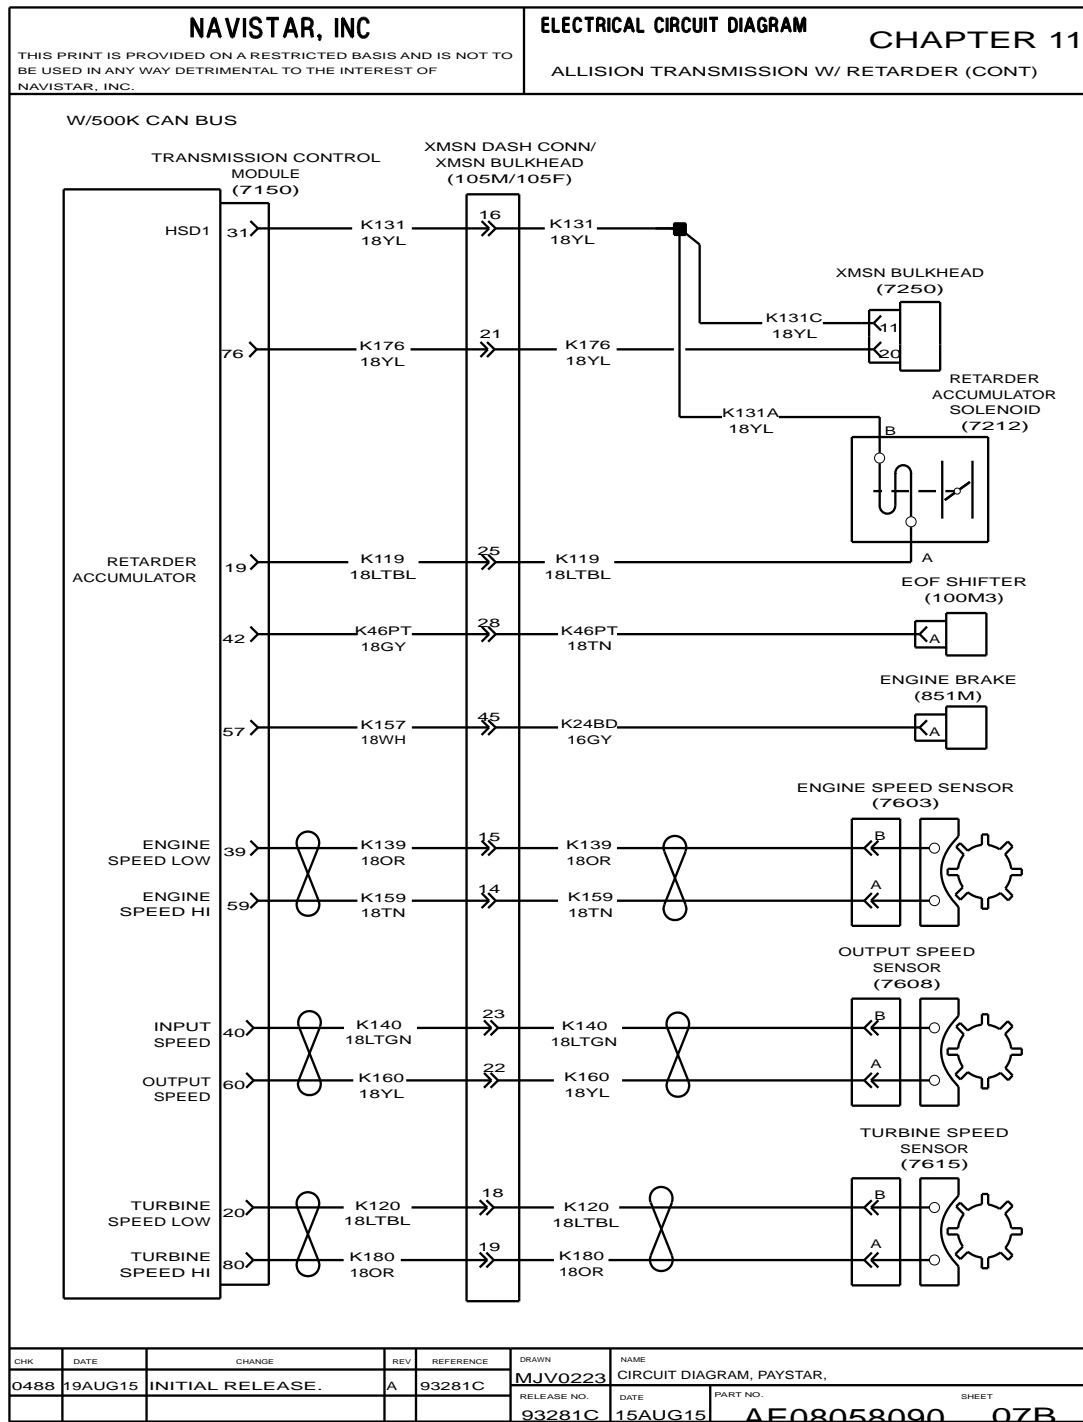 NAVISTAR, INC
THIS PRINT IS PROVIDED ON A RESTRICTED BASIS AND IS NOT TO
BE USED IN ANY WAY DETRIMENTAL TO THE INTEREST OF
NAVISTAR, INC.
ELECTRICAL CIRCUIT DIAGRAM
CHAPTER 11
ALLISION TRANSMISSION W/ RETARDER (CONT)
W/500K CAN BUS
TRANSMISSION CONTROL
MODULE
(7150)
XMSN DASH CONN/
XMSN BULKHEAD
(105M/105F)
HSD1 31 K131 16 K131
18YL 18YL
XMSN BULKHEAD
(7250)
K131C 11
18YL
76 K176 21 K176 20
18YL 18YL
RETARDER
ACCUMULATOR
SOLENOID
(7212)
K131A B
18YL
RETARDER
ACCUMULATOR
19 K119 25 K119 A
18LTBL 18LTBL
EOF SHIFTER
(100M3)
42 K46PT 28 K46PT A
18GY 18TN
ENGINE BRAKE
(851M)
57 K157 45 K24BD A
18WH 16GY
ENGINE SPEED SENSOR
(7603)
ENGINE
SPEED LOW
39 K139 15 K139 B
18OR 18OR
ENGINE
SPEED HI
59 K159 14 K159 A
18TN 18TN
OUTPUT SPEED
SENSOR
(7608)
INPUT
SPEED
40 K140 23 K140 B
18LTGN 18LTGN
OUTPUT
SPEED
60 K160 22 K160 A
18YL 18YL
TURBINE SPEED
SENSOR
(7615)
TURBINE
SPEED LOW
20 K120 18 K120 B
18LTBL 18LTBL
TURBINE
SPEED HI
80 K180 19 K180 A
18OR 18OR
CHK DATE CHANGE REV REFERENCE
0488 19AUG15 INITIAL RELEASE. A 93281C
DRAWN
MJV0223
NAME
CIRCUIT DIAGRAM, PAYSTAR,
RELEASE NO.
93281C
DATE
15AUG15
PART NO.
AE08058090
SHEET
07B